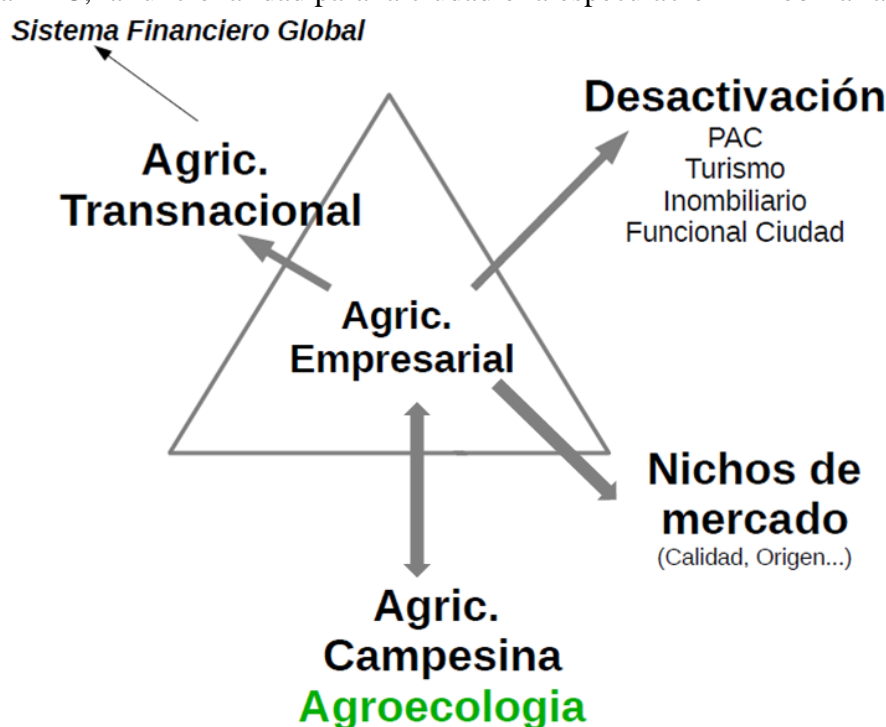 Sistema Financiero Global
Desactivación
PAC
Turismo
Inombiliario
Funcional Ciudad
Agric.
Transnacional
Agric.
Empresarial
Nichos de
mercado
(Calidad, Origen...)
Agric.
Campesina
Agroecologia